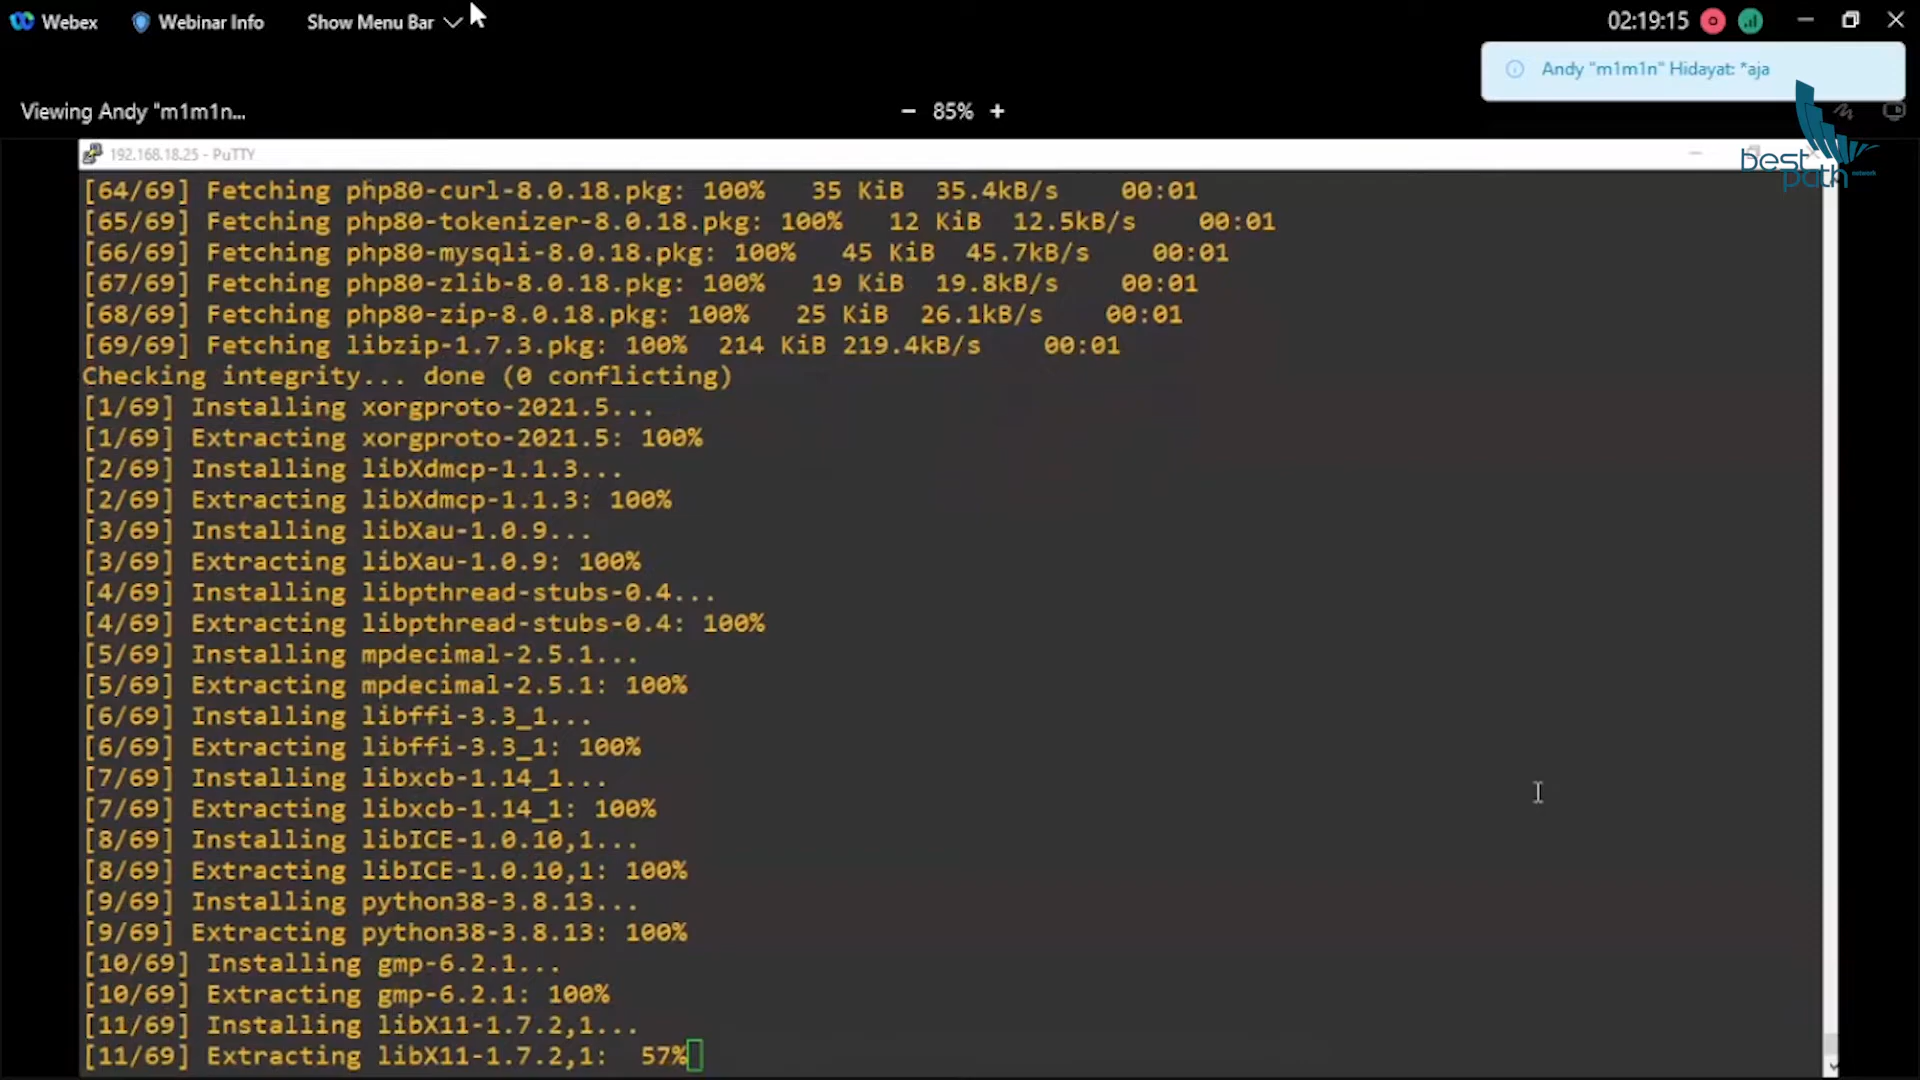 Webex Webinar Info Show Menu Bar 02:19:15
Andy "m1m1n" Hidayat: *aja
Viewing Andy "m1m1n... − 85% +
best path network
192.168.18.25 - PuTTY
[64/69] Fetching php80-curl-8.0.18.pkg: 100%   35 KiB  35.4kB/s    00:01
[65/69] Fetching php80-tokenizer-8.0.18.pkg: 100%   12 KiB  12.5kB/s    00:01
[66/69] Fetching php80-mysqli-8.0.18.pkg: 100%   45 KiB  45.7kB/s    00:01
[67/69] Fetching php80-zlib-8.0.18.pkg: 100%   19 KiB  19.8kB/s    00:01
[68/69] Fetching php80-zip-8.0.18.pkg: 100%   25 KiB  26.1kB/s    00:01
[69/69] Fetching libzip-1.7.3.pkg: 100%  214 KiB 219.4kB/s    00:01
Checking integrity... done (0 conflicting)
[1/69] Installing xorgproto-2021.5...
[1/69] Extracting xorgproto-2021.5: 100%
[2/69] Installing libXdmcp-1.1.3...
[2/69] Extracting libXdmcp-1.1.3: 100%
[3/69] Installing libXau-1.0.9...
[3/69] Extracting libXau-1.0.9: 100%
[4/69] Installing libpthread-stubs-0.4...
[4/69] Extracting libpthread-stubs-0.4: 100%
[5/69] Installing mpdecimal-2.5.1...
[5/69] Extracting mpdecimal-2.5.1: 100%
[6/69] Installing libffi-3.3_1...
[6/69] Extracting libffi-3.3_1: 100%
[7/69] Installing libxcb-1.14_1...
[7/69] Extracting libxcb-1.14_1: 100%
[8/69] Installing libICE-1.0.10,1...
[8/69] Extracting libICE-1.0.10,1: 100%
[9/69] Installing python38-3.8.13...
[9/69] Extracting python38-3.8.13: 100%
[10/69] Installing gmp-6.2.1...
[10/69] Extracting gmp-6.2.1: 100%
[11/69] Installing libX11-1.7.2,1...
[11/69] Extracting libX11-1.7.2,1:  57%